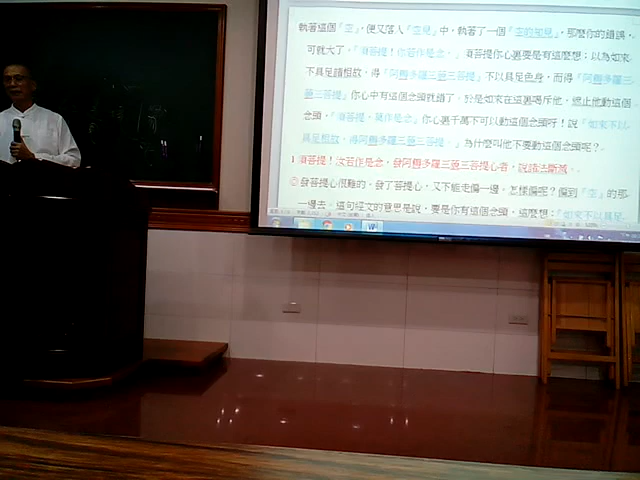 執著這個「空」，便又落入「空見」中，執著了一個「空的知見」，那麼你的錯誤，
可就大了。「須菩提！你若作是念，」須菩提你心裏要是有這麼想：以為如來
不具足諸相故，得「阿耨多羅三藐三菩提」不以具足色身，而得「阿耨多羅三
藐三菩提」你心中有這個念頭就錯了。於是如來在這裏喝斥他，遮止他動這個
念頭，「須菩提，莫作是念」你心裏千萬不可以動這個念頭呀！說「如來不以
具足相故，得阿耨多羅三藐三菩提。」為什麼叫他不要動這個念頭呢？
1 須菩提！汝若作是念，發阿耨多羅三藐三菩提心者，說諸法斷滅。
◎發菩提心很難的，發了菩提心，又不能走偏一邊，怎樣偏呢？偏到「空」的那
一邊去。這句經文的意思是說，要是你有這個念頭，這麼想：「如來不以具足